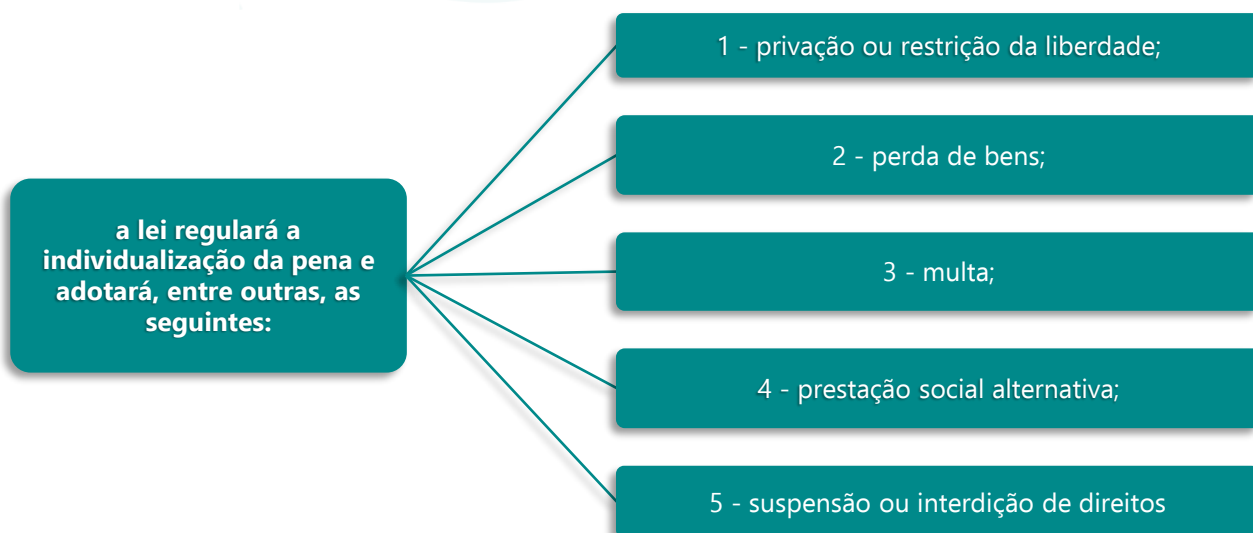 a lei regulará a
individualização da pena e
adotará, entre outras, as
seguintes:
1 - privação ou restrição da liberdade;
2 - perda de bens;
3 - multa;
4 - prestação social alternativa;
5 - suspensão ou interdição de direitos